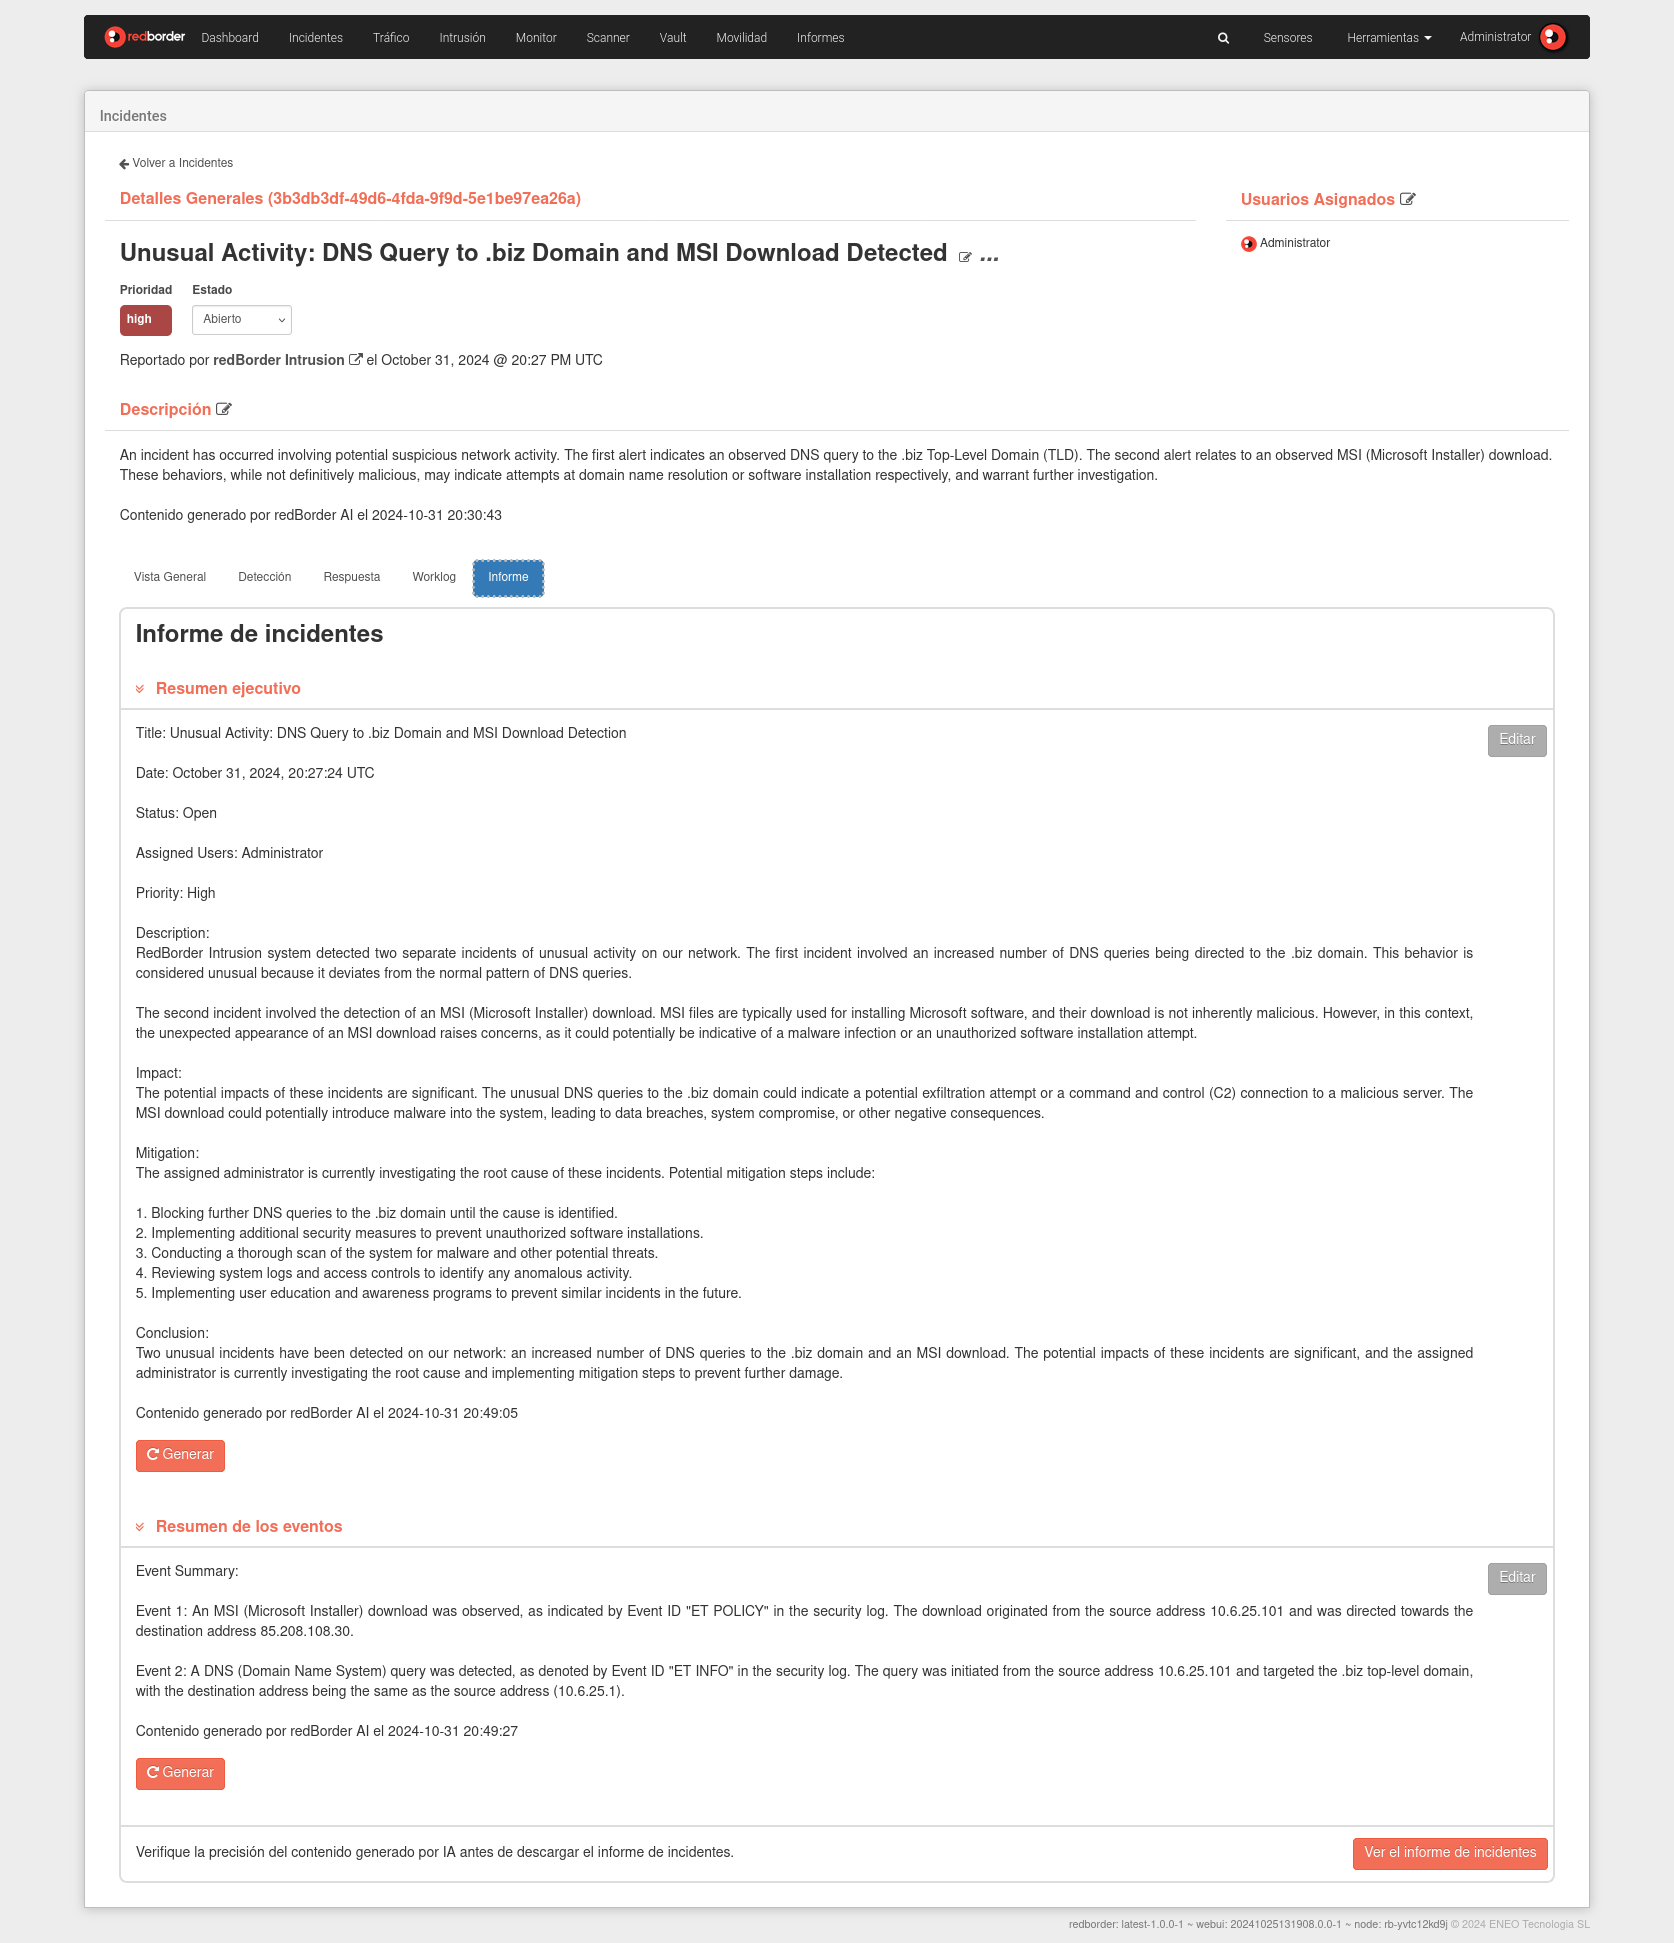 redborder Dashboard Incidentes Tráfico Intrusión Monitor Scanner Vault Movilidad Informes Sensores Herramientas Administrator
Incidentes
Volver a Incidentes
Detalles Generales (3b3db3df-49d6-4fda-9f9d-5e1be97ea26a)
Usuarios Asignados
Unusual Activity: DNS Query to .biz Domain and MSI Download Detected ...
Administrator
Prioridad Estado
high Abierto
Reportado por redBorder Intrusion el October 31, 2024 @ 20:27 PM UTC
Descripción
An incident has occurred involving potential suspicious network activity. The first alert indicates an observed DNS query to the .biz Top-Level Domain (TLD). The second alert relates to an observed MSI (Microsoft Installer) download.
These behaviors, while not definitively malicious, may indicate attempts at domain name resolution or software installation respectively, and warrant further investigation.
Contenido generado por redBorder AI el 2024-10-31 20:30:43
Vista General Detección Respuesta Worklog Informe
Informe de incidentes
Resumen ejecutivo
Title: Unusual Activity: DNS Query to .biz Domain and MSI Download Detection
Editar
Date: October 31, 2024, 20:27:24 UTC
Status: Open
Assigned Users: Administrator
Priority: High
Description:
RedBorder Intrusion system detected two separate incidents of unusual activity on our network. The first incident involved an increased number of DNS queries being directed to the .biz domain. This behavior is
considered unusual because it deviates from the normal pattern of DNS queries.
The second incident involved the detection of an MSI (Microsoft Installer) download. MSI files are typically used for installing Microsoft software, and their download is not inherently malicious. However, in this context,
the unexpected appearance of an MSI download raises concerns, as it could potentially be indicative of a malware infection or an unauthorized software installation attempt.
Impact:
The potential impacts of these incidents are significant. The unusual DNS queries to the .biz domain could indicate a potential exfiltration attempt or a command and control (C2) connection to a malicious server. The
MSI download could potentially introduce malware into the system, leading to data breaches, system compromise, or other negative consequences.
Mitigation:
The assigned administrator is currently investigating the root cause of these incidents. Potential mitigation steps include:
1. Blocking further DNS queries to the .biz domain until the cause is identified.
2. Implementing additional security measures to prevent unauthorized software installations.
3. Conducting a thorough scan of the system for malware and other potential threats.
4. Reviewing system logs and access controls to identify any anomalous activity.
5. Implementing user education and awareness programs to prevent similar incidents in the future.
Conclusion:
Two unusual incidents have been detected on our network: an increased number of DNS queries to the .biz domain and an MSI download. The potential impacts of these incidents are significant, and the assigned
administrator is currently investigating the root cause and implementing mitigation steps to prevent further damage.
Contenido generado por redBorder AI el 2024-10-31 20:49:05
Generar
Resumen de los eventos
Event Summary:
Editar
Event 1: An MSI (Microsoft Installer) download was observed, as indicated by Event ID "ET POLICY" in the security log. The download originated from the source address 10.6.25.101 and was directed towards the
destination address 85.208.108.30.
Event 2: A DNS (Domain Name System) query was detected, as denoted by Event ID "ET INFO" in the security log. The query was initiated from the source address 10.6.25.101 and targeted the .biz top-level domain,
with the destination address being the same as the source address (10.6.25.1).
Contenido generado por redBorder AI el 2024-10-31 20:49:27
Generar
Verifique la precisión del contenido generado por IA antes de descargar el informe de incidentes.
Ver el informe de incidentes
redborder: latest-1.0.0-1 ~ webui: 20241025131908.0.0-1 ~ node: rb-yvtc12kd9j © 2024 ENEO Tecnologia SL